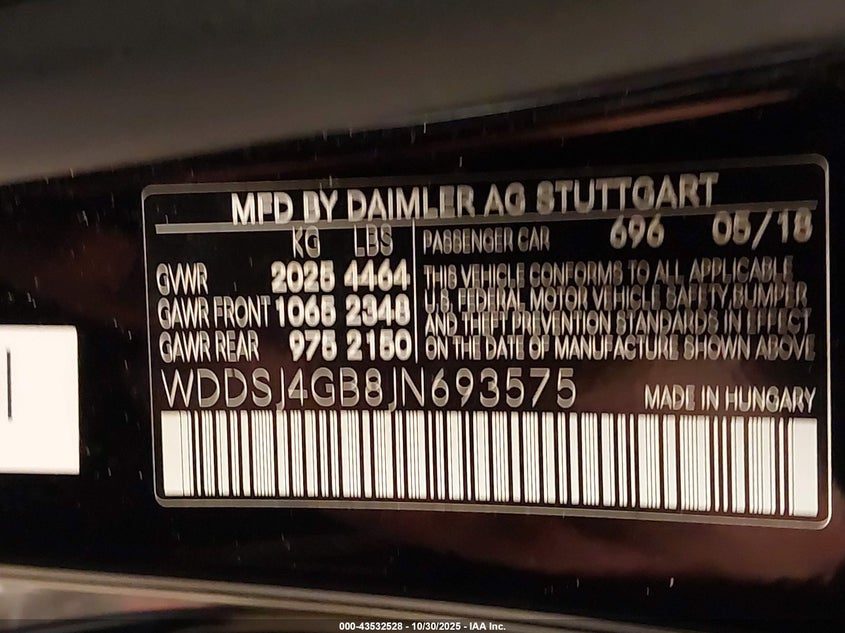 MFD BY DAIMLER AG STUTTGART
KG LBS
GVWR 2025 4464
GAWR FRONT 1065 2348
GAWR REAR 975 2150
PASSENGER CAR 696 05/18
THIS VEHICLE CONFORMS TO ALL APPLICABLE
U.S. FEDERAL MOTOR VEHICLE SAFETY,BUMPER
AND THEFT PREVENTION STANDARDS IN EFFECT
ON THE DATE OF MANUFACTURE SHOWN ABOVE
WDDSJ4GB8JN693575
MADE IN HUNGARY
000-43532528 - 10/30/2025 - IAA Inc.